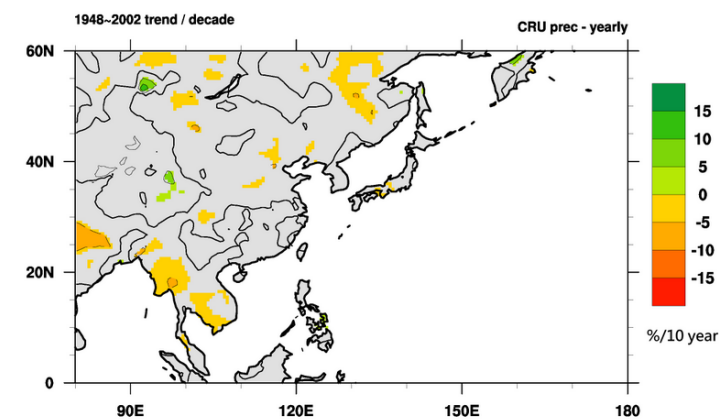 1948~2002 trend / decade
CRU prec - yearly
60N
40N
20N
0
90E 120E 150E 180
15
10
5
0
-5
-10
-15
%/10 year